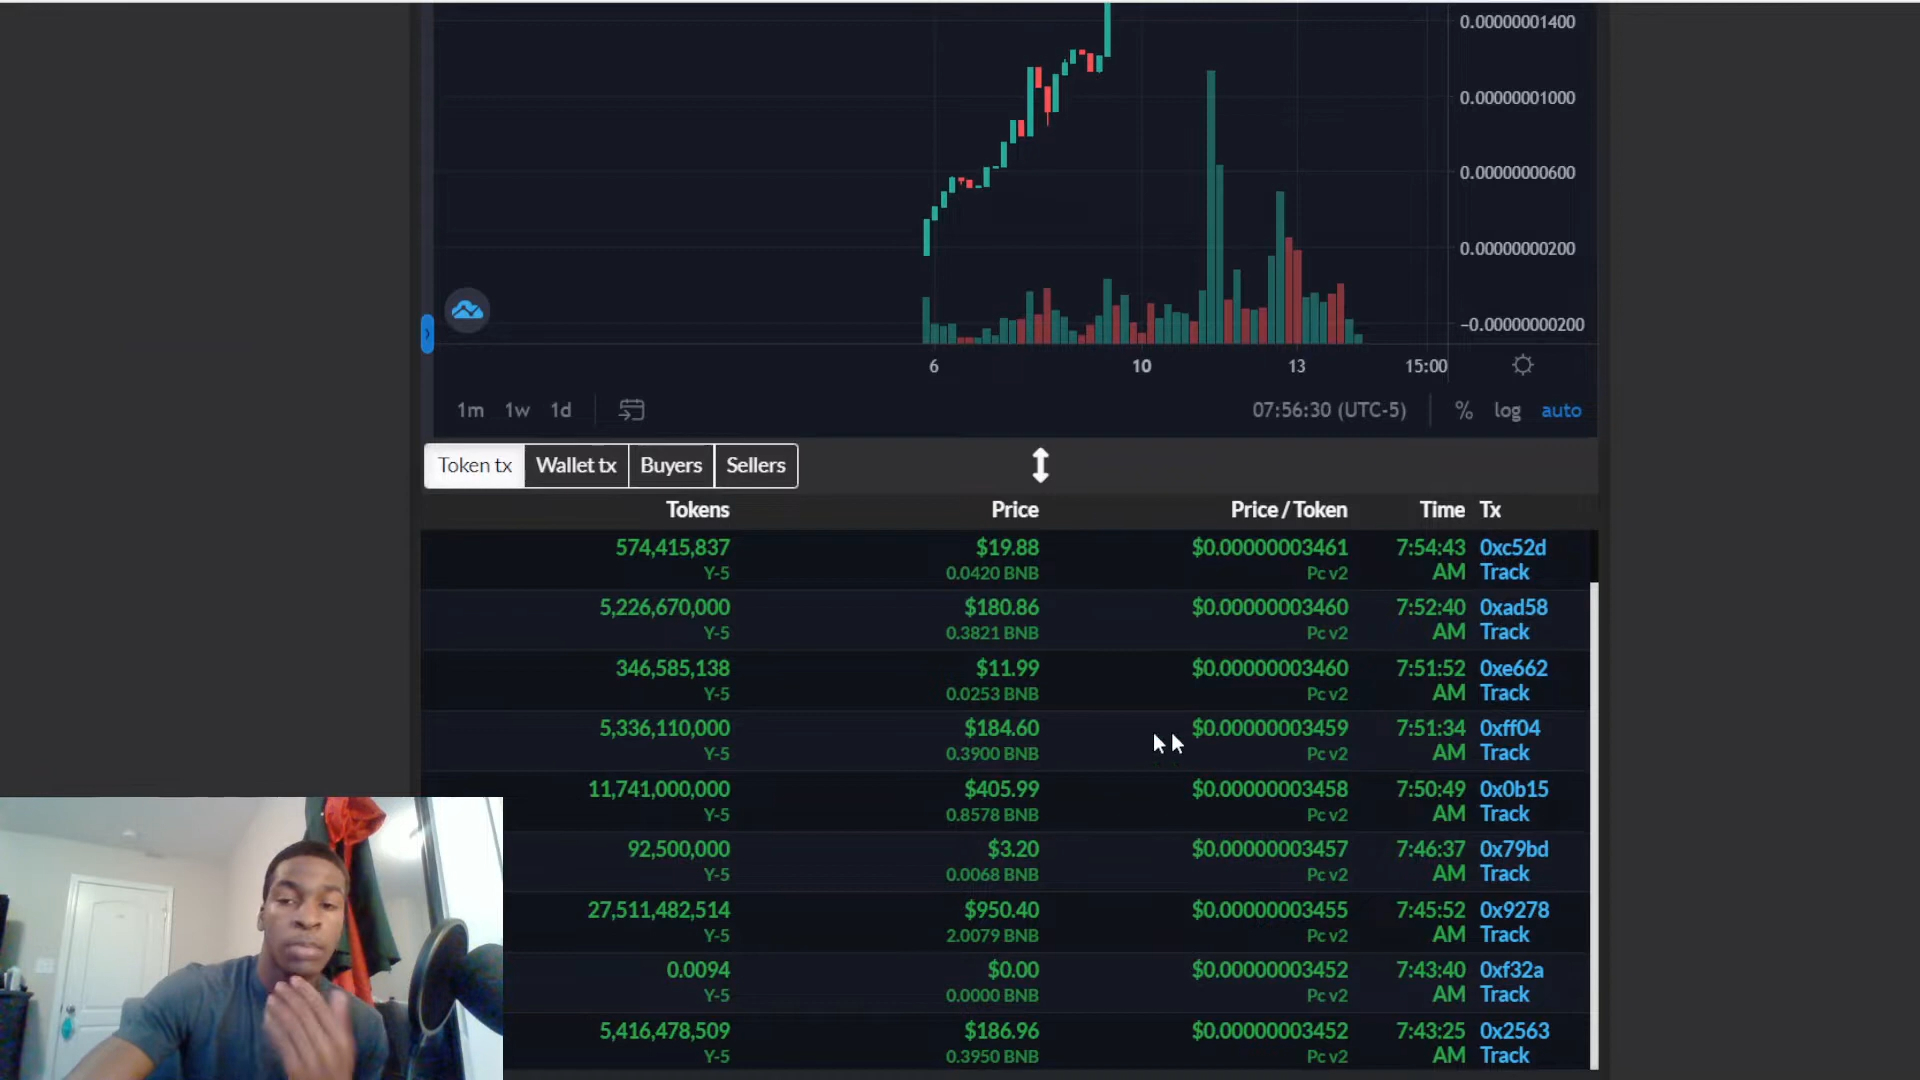 0.00000001400
0.00000001000
0.00000000600
0.00000000200
−0.00000000200
6 10 13 15:00
1m 1w 1d 07:56:30 (UTC-5) % log auto
Token tx Wallet tx Buyers Sellers
Tokens Price Price / Token Time Tx
574,415,837 $19.88 $0.00000003461 7:54:43 0xc52d
Y-5 0.0420 BNB Pc v2 AM Track
5,226,670,000 $180.86 $0.00000003460 7:52:40 0xad58
Y-5 0.3821 BNB Pc v2 AM Track
346,585,138 $11.99 $0.00000003460 7:51:52 0xe662
Y-5 0.0253 BNB Pc v2 AM Track
5,336,110,000 $184.60 $0.00000003459 7:51:34 0xff04
Y-5 0.3900 BNB Pc v2 AM Track
11,741,000,000 $405.99 $0.00000003458 7:50:49 0x0b15
Y-5 0.8578 BNB Pc v2 AM Track
92,500,000 $3.20 $0.00000003457 7:46:37 0x79bd
Y-5 0.0068 BNB Pc v2 AM Track
27,511,482,514 $950.40 $0.00000003455 7:45:52 0x9278
Y-5 2.0079 BNB Pc v2 AM Track
0.0094 $0.00 $0.00000003452 7:43:40 0xf32a
Y-5 0.0000 BNB Pc v2 AM Track
5,416,478,509 $186.96 $0.00000003452 7:43:25 0x2563
Y-5 0.3950 BNB Pc v2 AM Track